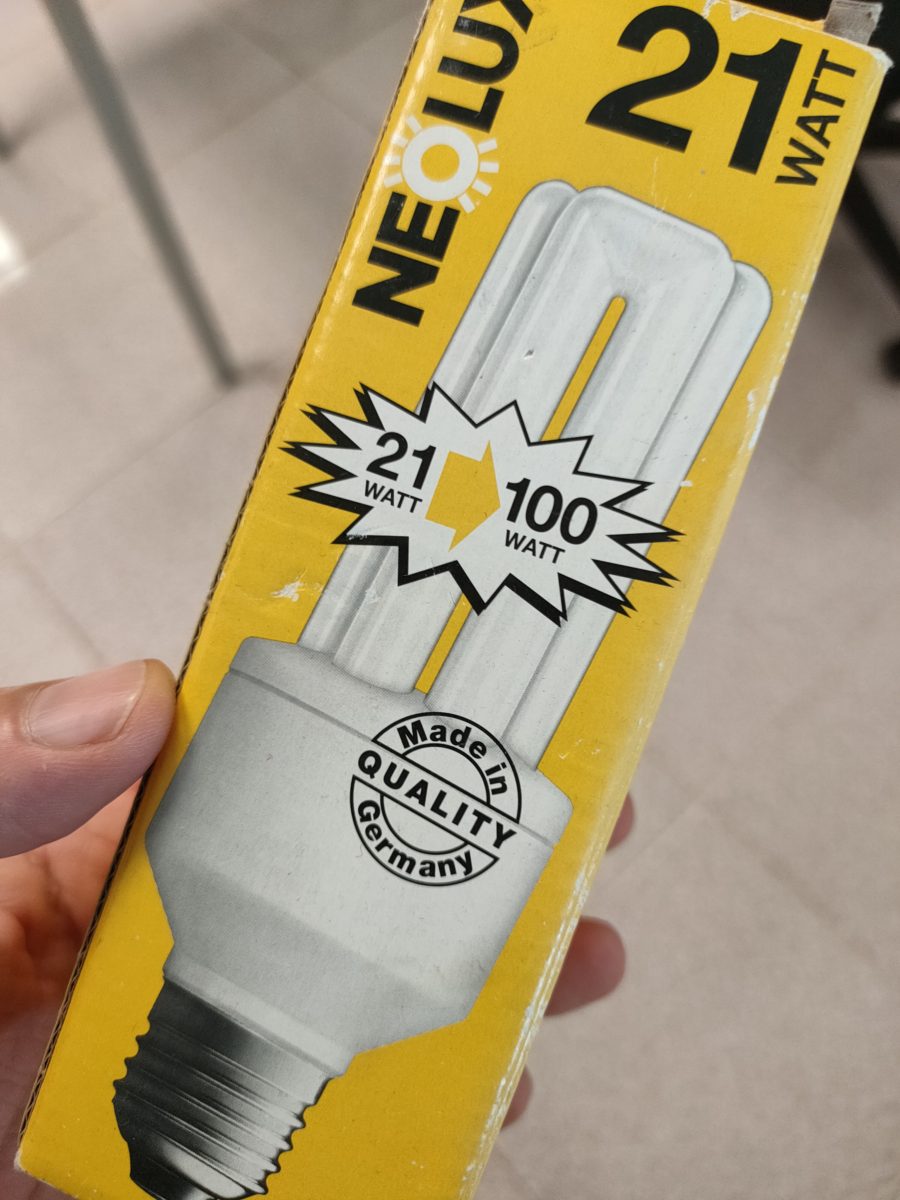 NEOLUX
21
WATT
21
WATT
100
WATT
Made in
QUALITY
Germany